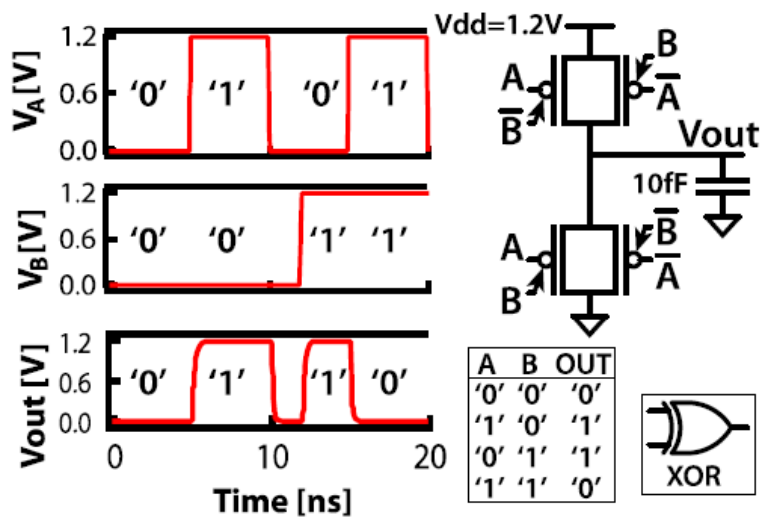 VA[V]
1.2
0.6
0.0
'0' '1' '0' '1'
VB[V]
1.2
0.6
0.0
'0' '0' '1' '1'
Vout [V]
1.2
0.6
0.0
'0' '1' '1' '0'
0 10 20
Time [ns]
Vdd=1.2V
A
B̅
B
A̅
Vout
10fF
A
B
B̅
A̅
A B OUT
'0' '0' '0'
'1' '0' '1'
'0' '1' '1'
'1' '1' '0'
XOR